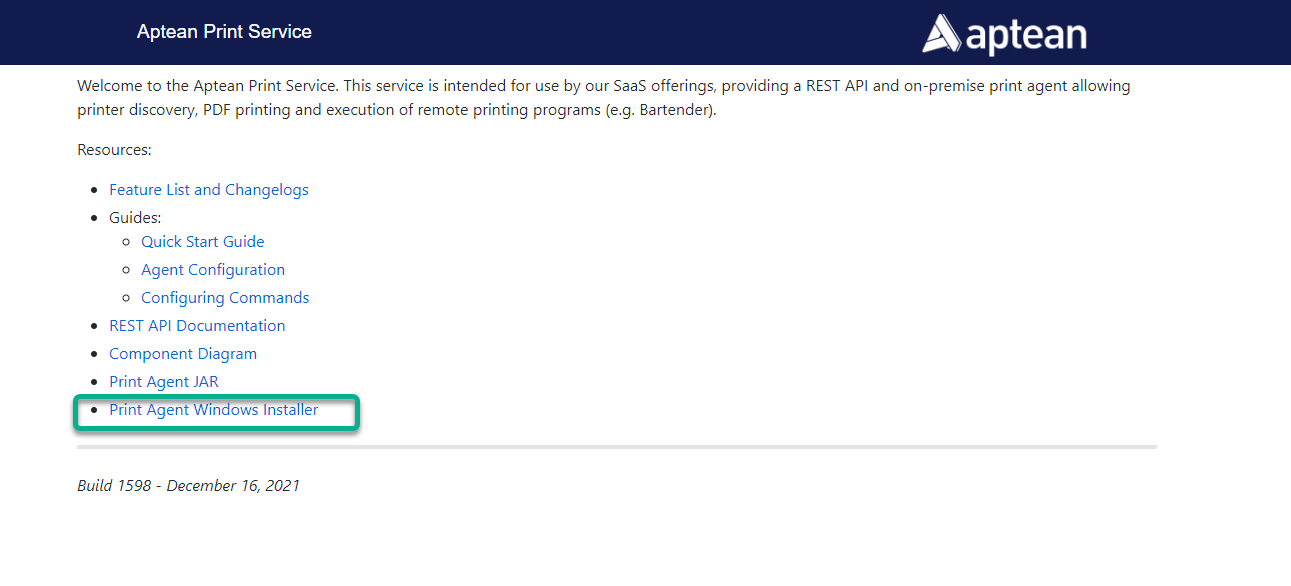 Aptean Print Service
aptean
Welcome to the Aptean Print Service. This service is intended for use by our SaaS offerings, providing a REST API and on-premise print agent allowing
printer discovery, PDF printing and execution of remote printing programs (e.g. Bartender).
Resources:
Feature List and Changelogs
Guides:
Quick Start Guide
Agent Configuration
Configuring Commands
REST API Documentation
Component Diagram
Print Agent JAR
Print Agent Windows Installer
Build 1598 - December 16, 2021